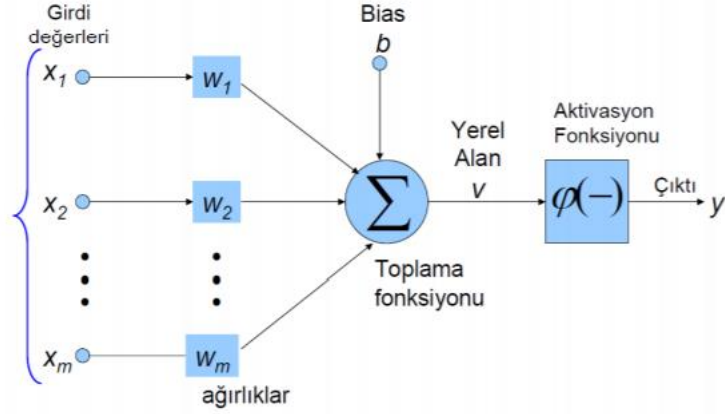 Girdi
değerleri
x1
w1
x2
w2
xm
wm
ağırlıklar
Bias
b
∑
Toplama
fonksiyonu
Yerel
Alan
v
Aktivasyon
Fonksiyonu
φ(−)
Çıktı
y